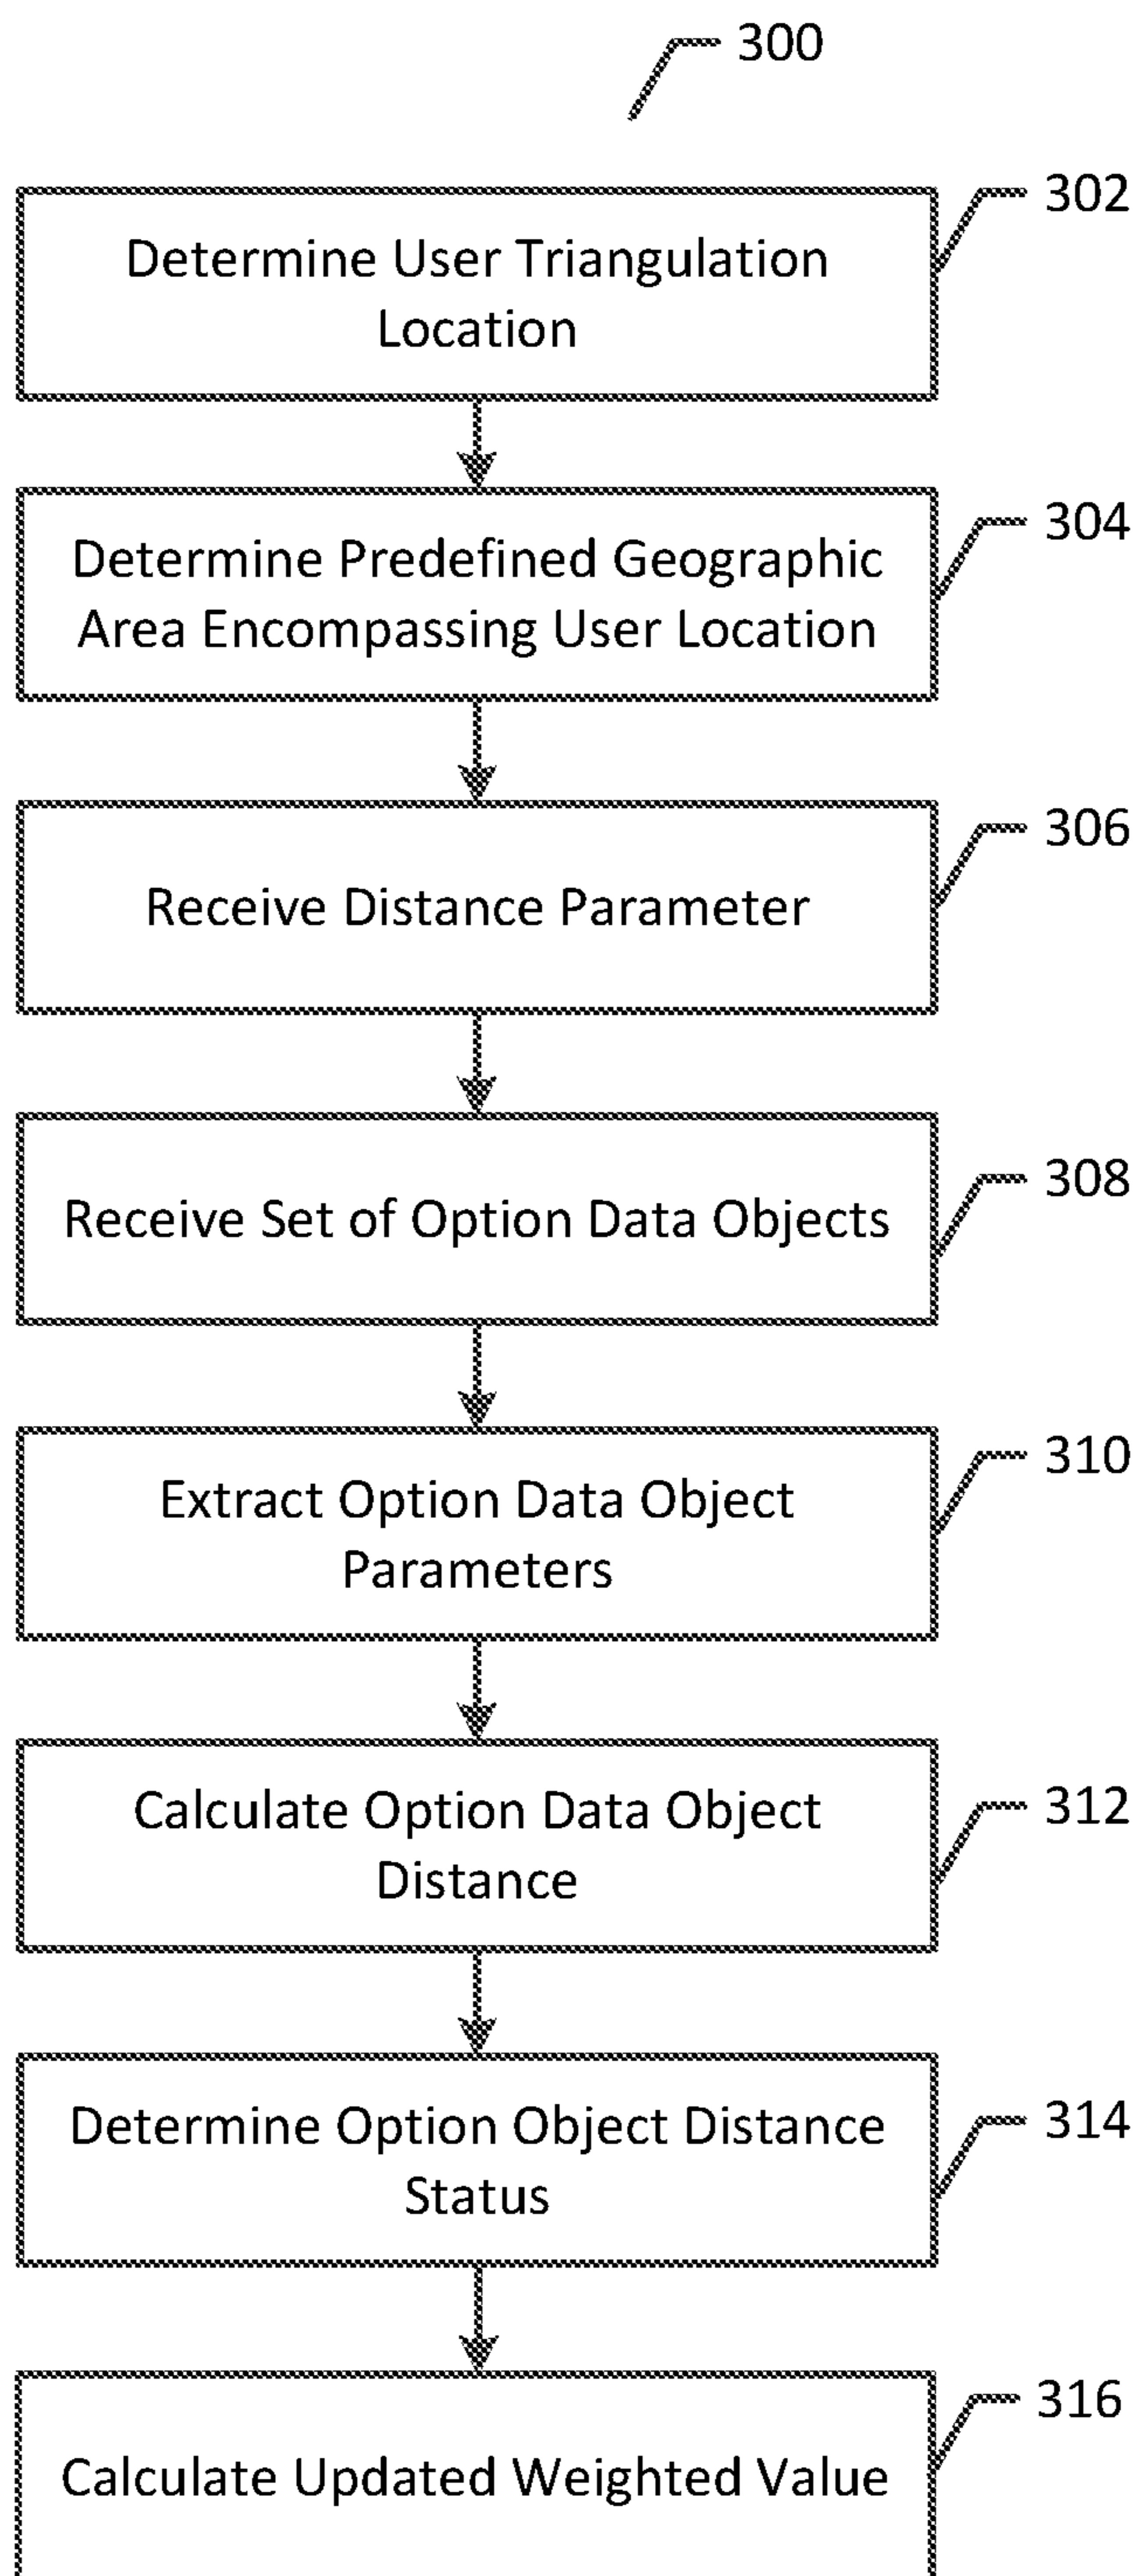 300
302
Determine User Triangulation
Location
304
Determine Predefined Geographic
Area Encompassing User Location
306
Receive Distance Parameter
308
Receive Set of Option Data Objects
310
Extract Option Data Object
Parameters
312
Calculate Option Data Object
Distance
314
Determine Option Object Distance
Status
316
Calculate Updated Weighted Value